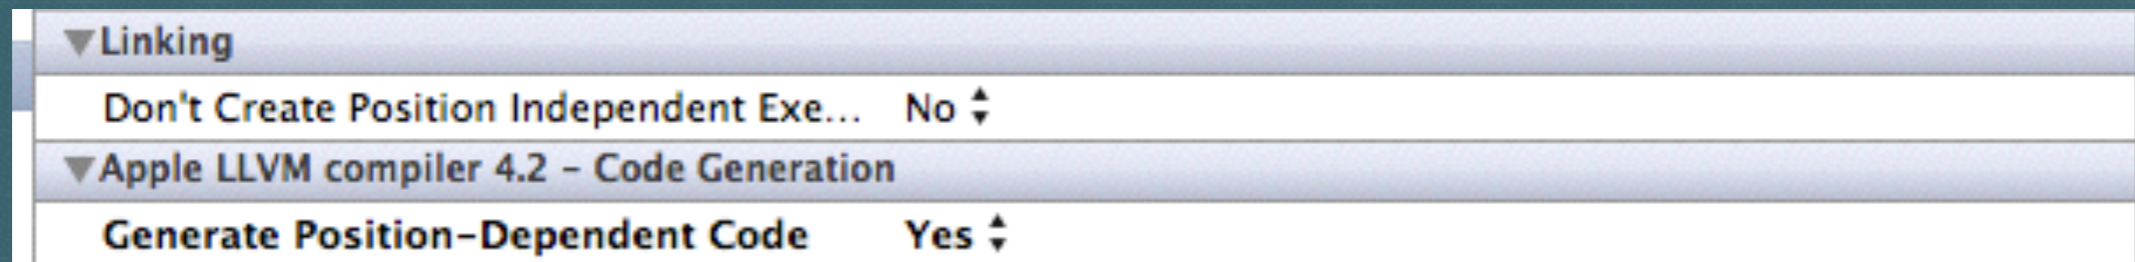 Linking
Don't Create Position Independent Exe... No
Apple LLVM compiler 4.2 – Code Generation
Generate Position-Dependent Code Yes